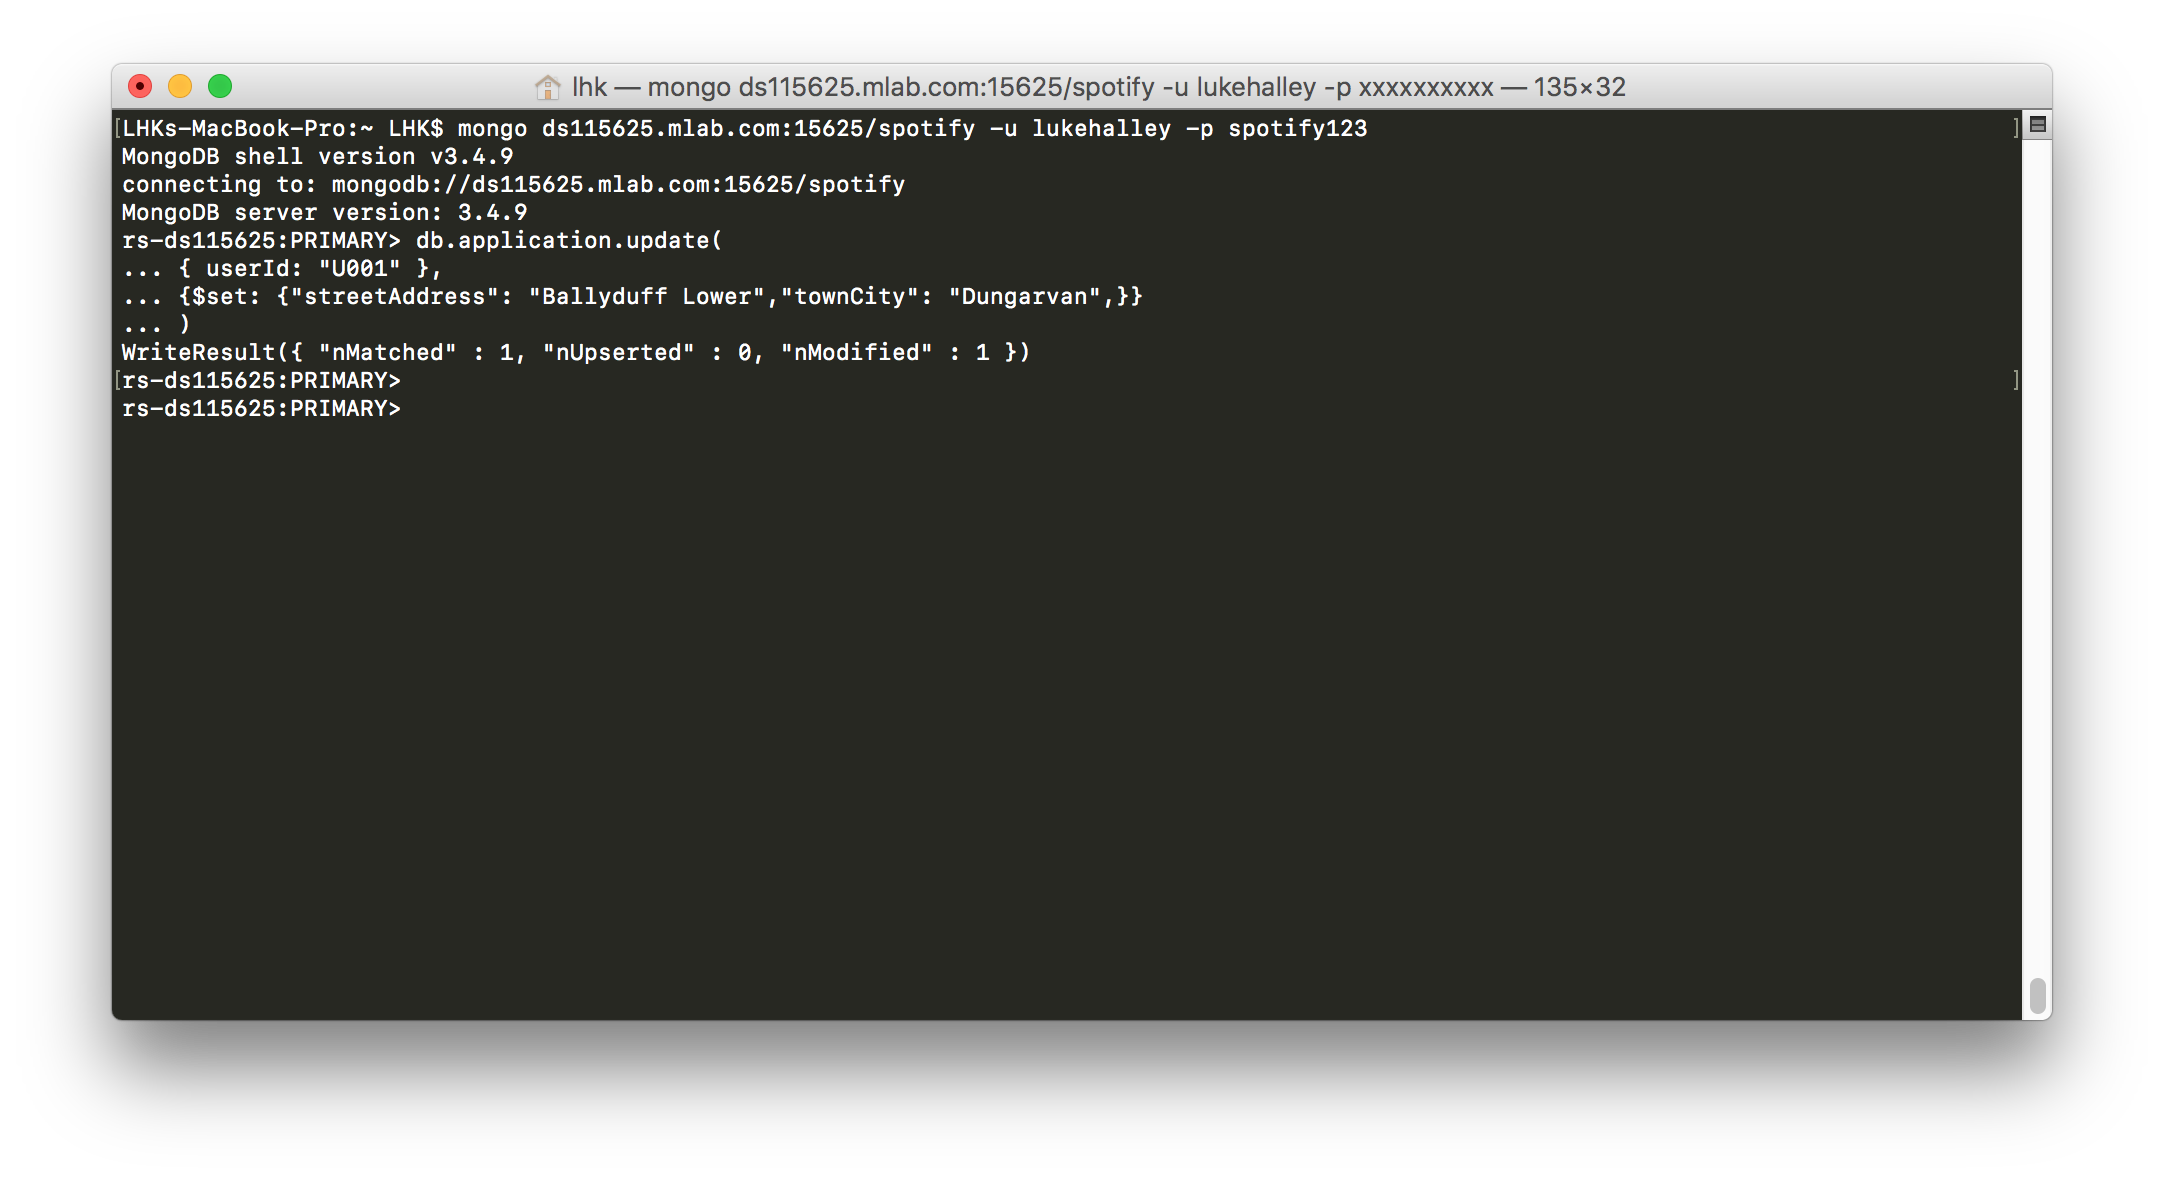 lhk — mongo ds115625.mlab.com:15625/spotify -u lukehalley -p xxxxxxxxxx — 135×32
[LHKs-MacBook-Pro:~ LHK$ mongo ds115625.mlab.com:15625/spotify -u lukehalley -p spotify123 ]
MongoDB shell version v3.4.9
connecting to: mongodb://ds115625.mlab.com:15625/spotify
MongoDB server version: 3.4.9
rs-ds115625:PRIMARY> db.application.update(
... { userId: "U001" },
... {$set: {"streetAddress": "Ballyduff Lower","townCity": "Dungarvan",}}
... )
WriteResult({ "nMatched" : 1, "nUpserted" : 0, "nModified" : 1 })
[rs-ds115625:PRIMARY> ]
rs-ds115625:PRIMARY>